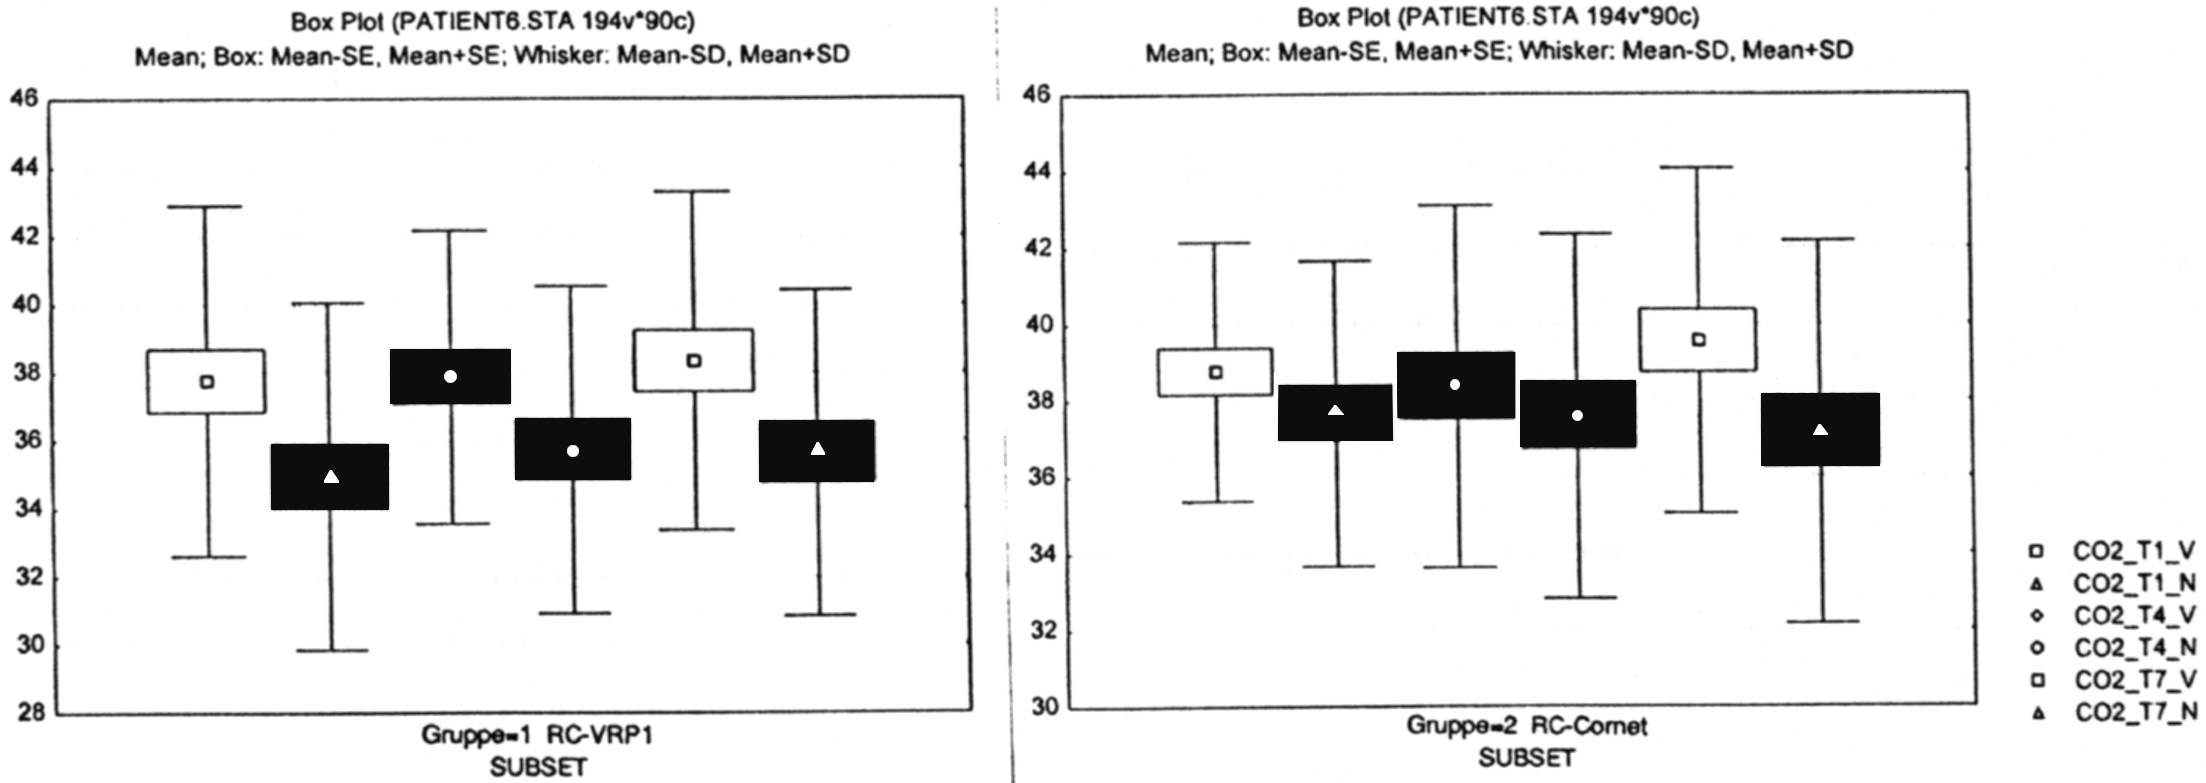 Box Plot (PATIENT6.STA 194v*90c)
Mean; Box: Mean-SE, Mean+SE; Whisker: Mean-SD, Mean+SD
46
44
42
40
38
36
34
32
30
28
Gruppe=1 RC-VRP1
SUBSET
Box Plot (PATIENT6.STA 194v*90c)
Mean; Box: Mean-SE, Mean+SE; Whisker: Mean-SD, Mean+SD
46
44
42
40
38
36
34
32
30
Gruppe=2 RC-Cornet
SUBSET
CO2_T1_V
CO2_T1_N
CO2_T4_V
CO2_T4_N
CO2_T7_V
CO2_T7_N